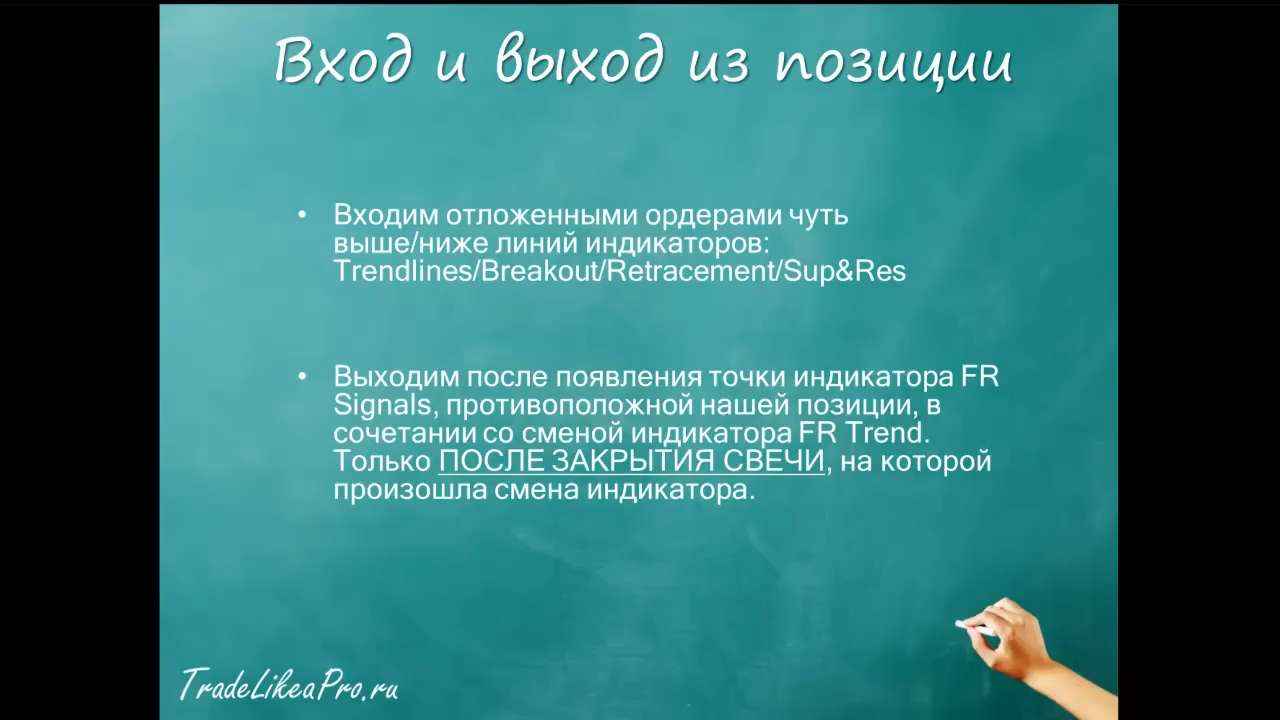 Вход и выход из позиции
• Входим отложенными ордерами чуть
выше/ниже линий индикаторов:
Trendlines/Breakout/Retracement/Sup&Res
• Выходим после появления точки индикатора FR
Signals, противоположной нашей позиции, в
сочетании со сменой индикатора FR Trend.
Только ПОСЛЕ ЗАКРЫТИЯ СВЕЧИ, на которой
произошла смена индикатора.
TradeLikeaPro.ru